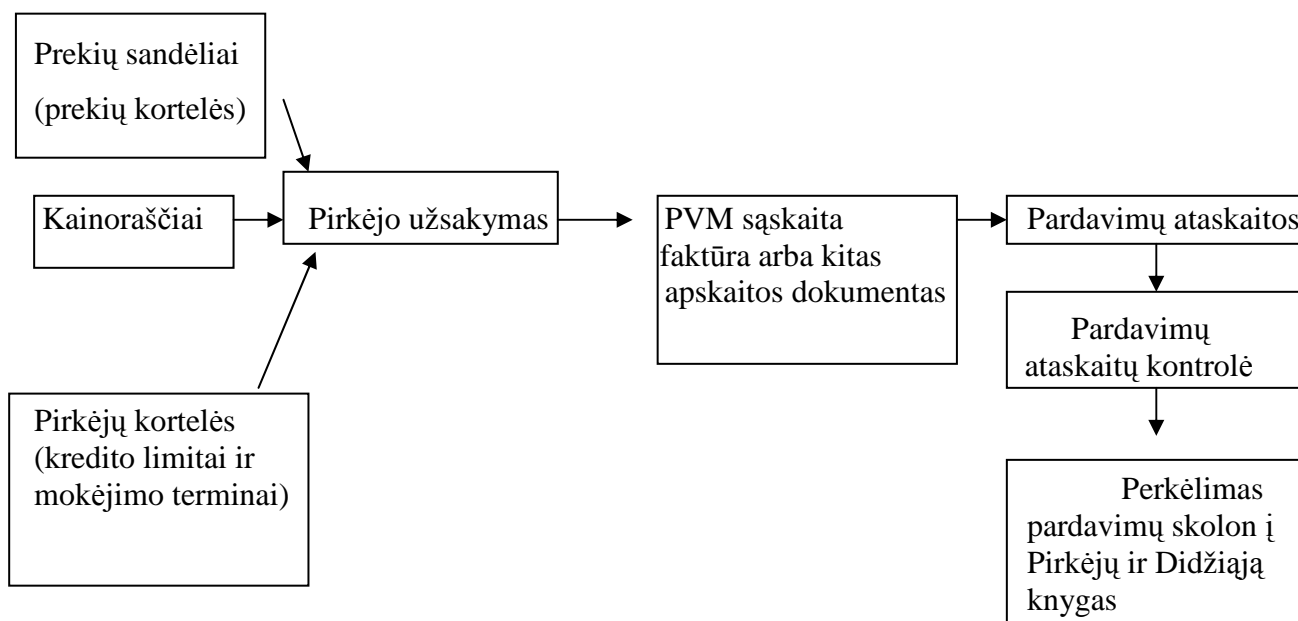 Prekių sandėliai
(prekių kortelės)
Kainoraščiai
Pirkėjo užsakymas
Pirkėjų kortelės
(kredito limitai ir
mokėjimo terminai)
PVM sąskaita
faktūra arba kitas
apskaitos dokumentas
Pardavimų ataskaitos
Pardavimų
ataskaitų kontrolė
Perkėlimas
pardavimų skolon į
Pirkėjų ir Didžiąją
knygas